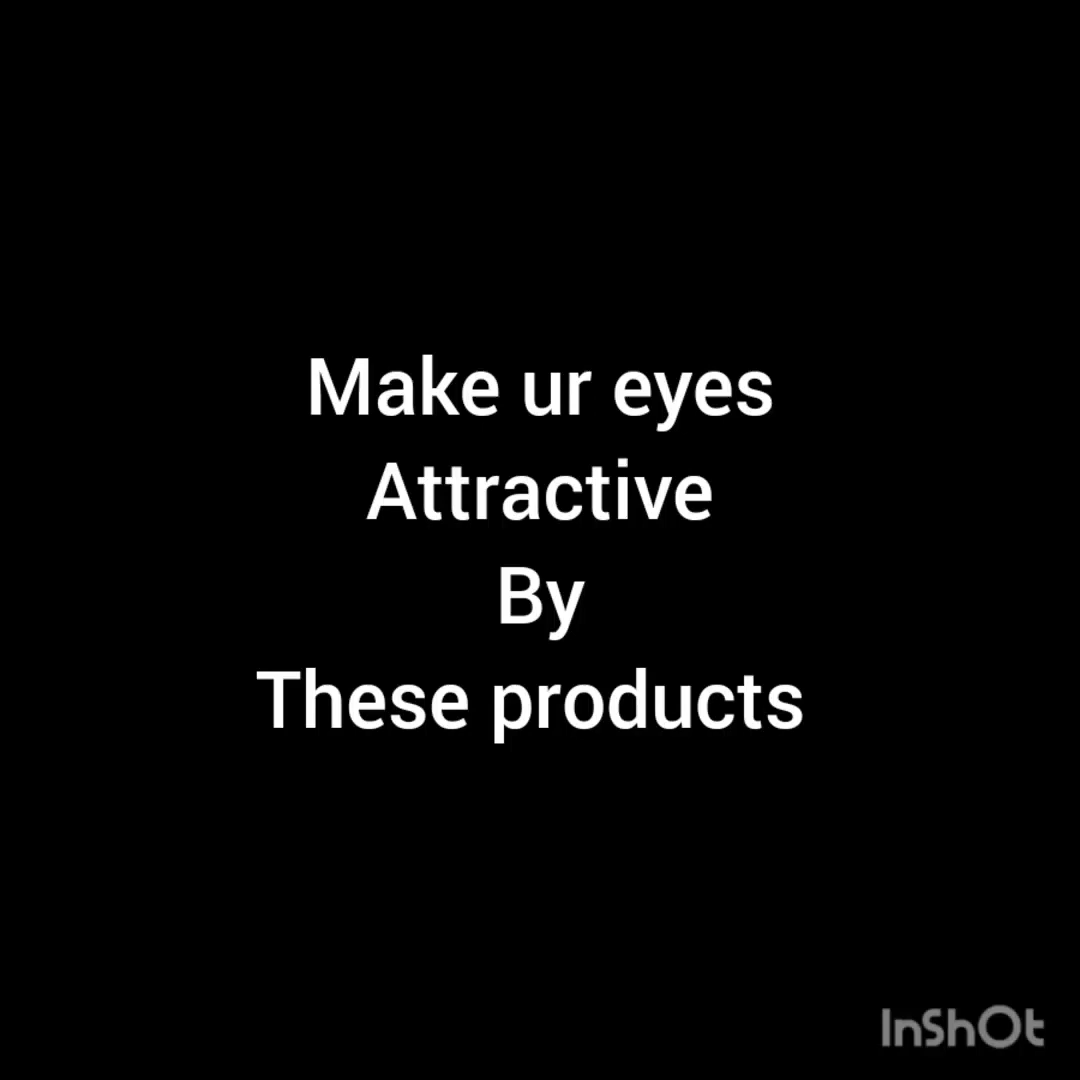 Make ur eyes
Attractive
By
These products
InShOt